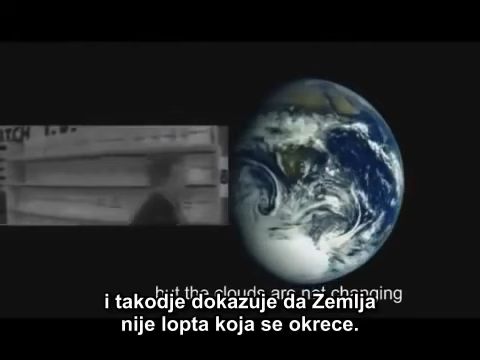 but the clouds are not changing
i takodje dokazuje da Zemlja
nije lopta koja se okrece.